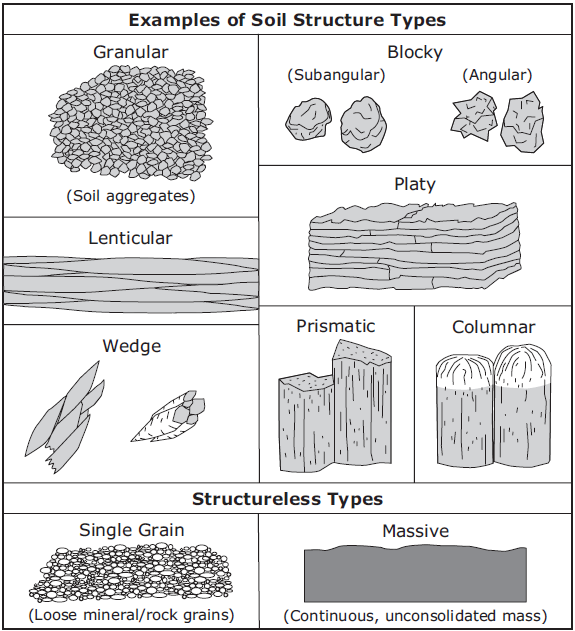 Examples of Soil Structure Types
Granular
(Soil aggregates)
Blocky
(Subangular)
(Angular)
Platy
Lenticular
Wedge
Prismatic
Columnar
Structureless Types
Single Grain
(Loose mineral/rock grains)
Massive
(Continuous, unconsolidated mass)